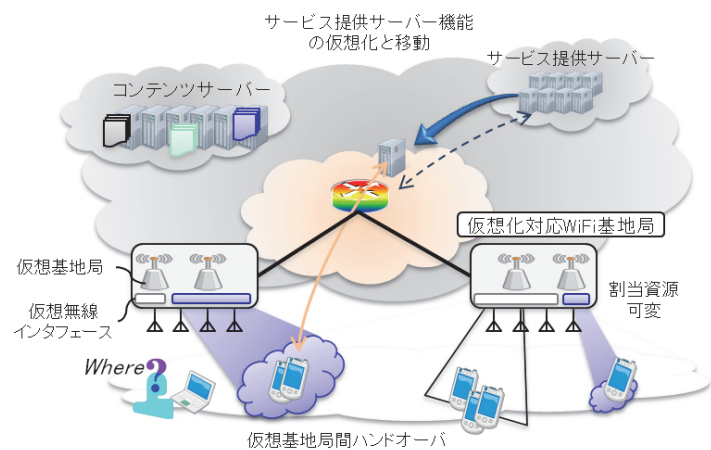 サービス提供サーバー機能
の仮想化と移動
サービス提供サーバー
コンテンツサーバー
仮想化対応WiFi基地局
仮想基地局
仮想無線
インタフェース
割当資源
可変
Where?
仮想基地局間ハンドオーバ